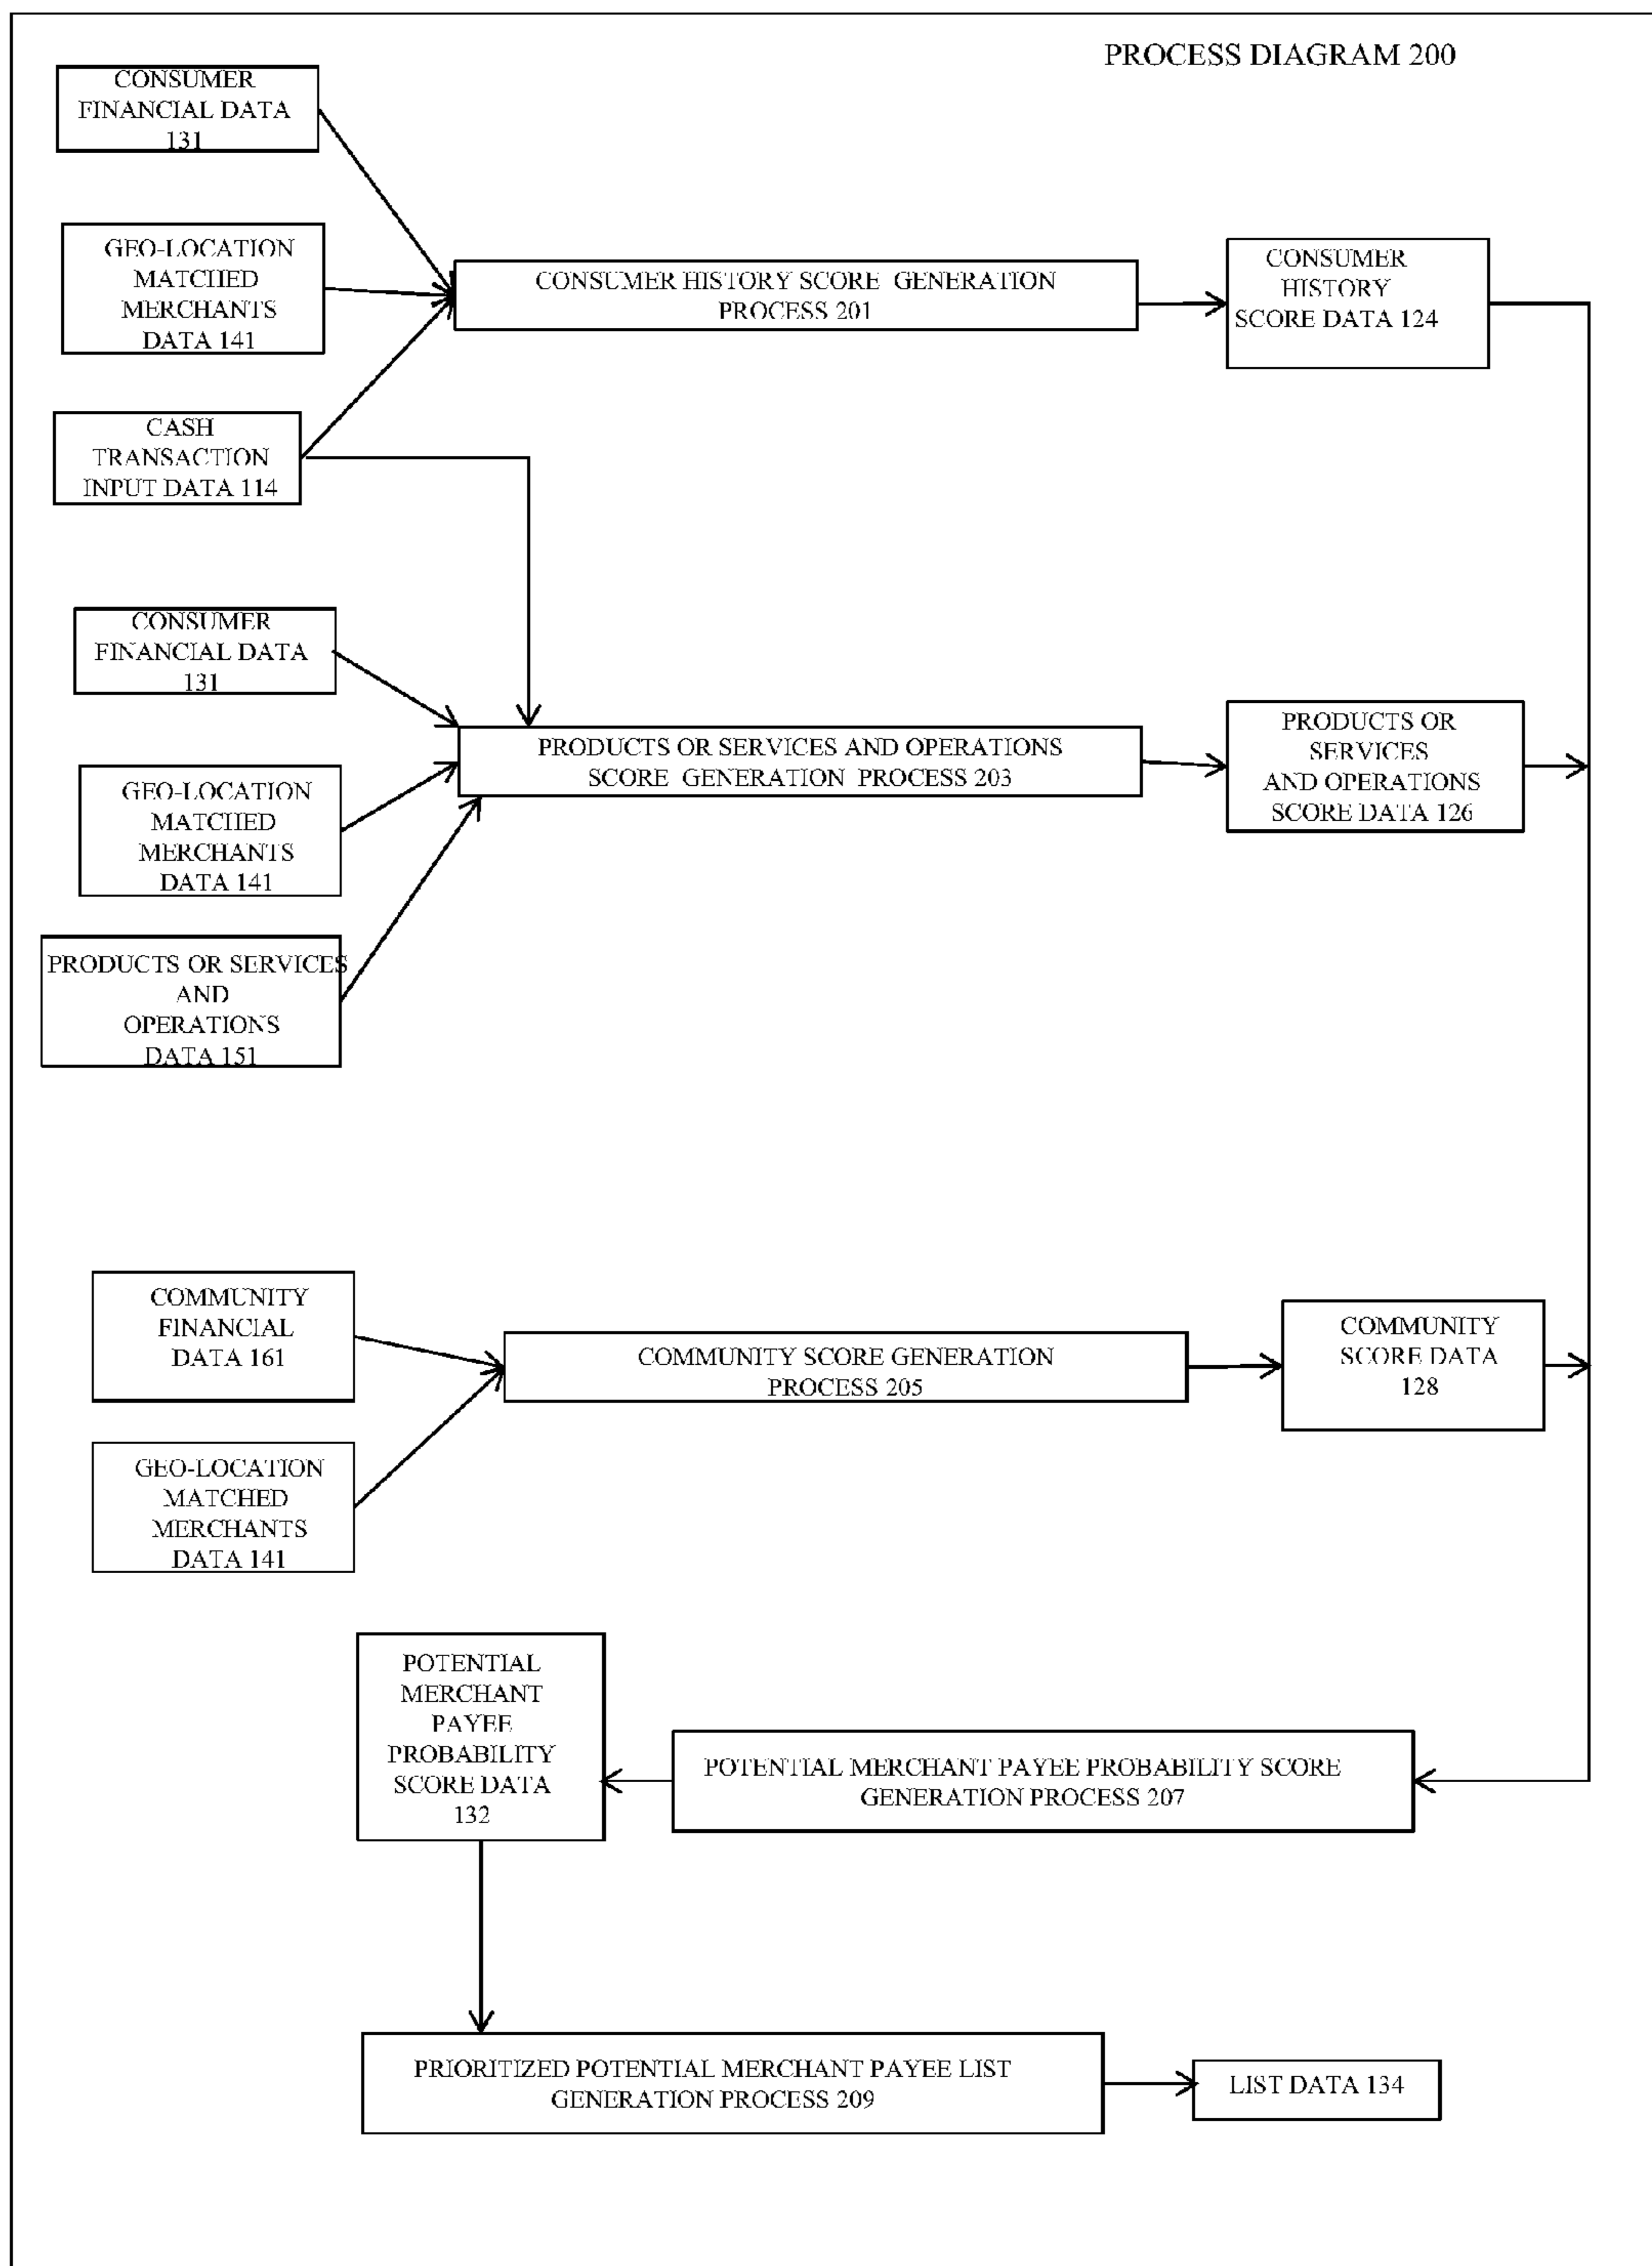 PROCESS DIAGRAM 200
CONSUMER
FINANCIAL DATA
131
GEO-LOCATION
MATCHED
MERCHANTS
DATA 141
CONSUMER HISTORY SCORE GENERATION
PROCESS 201
CONSUMER
HISTORY
SCORE DATA 124
CASH
TRANSACTION
INPUT DATA 114
CONSUMER
FINANCIAL DATA
131
PRODUCTS OR SERVICES AND OPERATIONS
SCORE GENERATION PROCESS 203
PRODUCTS OR
SERVICES
AND OPERATIONS
SCORE DATA 126
GEO-LOCATION
MATCHED
MERCHANTS
DATA 141
PRODUCTS OR SERVICES
AND
OPERATIONS
DATA 151
COMMUNITY
FINANCIAL
DATA 161
COMMUNITY SCORE GENERATION
PROCESS 205
COMMUNITY
SCORE DATA
128
GEO-LOCATION
MATCHED
MERCHANTS
DATA 141
POTENTIAL
MERCHANT
PAYEE
PROBABILITY
SCORE DATA
132
POTENTIAL MERCHANT PAYEE PROBABILITY SCORE
GENERATION PROCESS 207
PRIORITIZED POTENTIAL MERCHANT PAYEE LIST
GENERATION PROCESS 209
LIST DATA 134